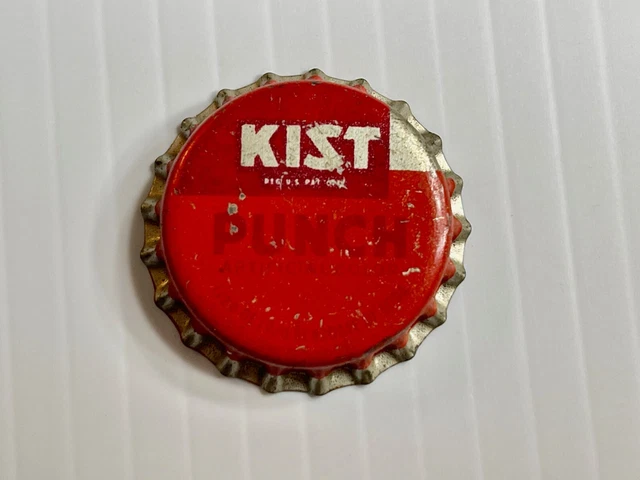 KIST
REG U.S. PAT. OFF.
PUNCH